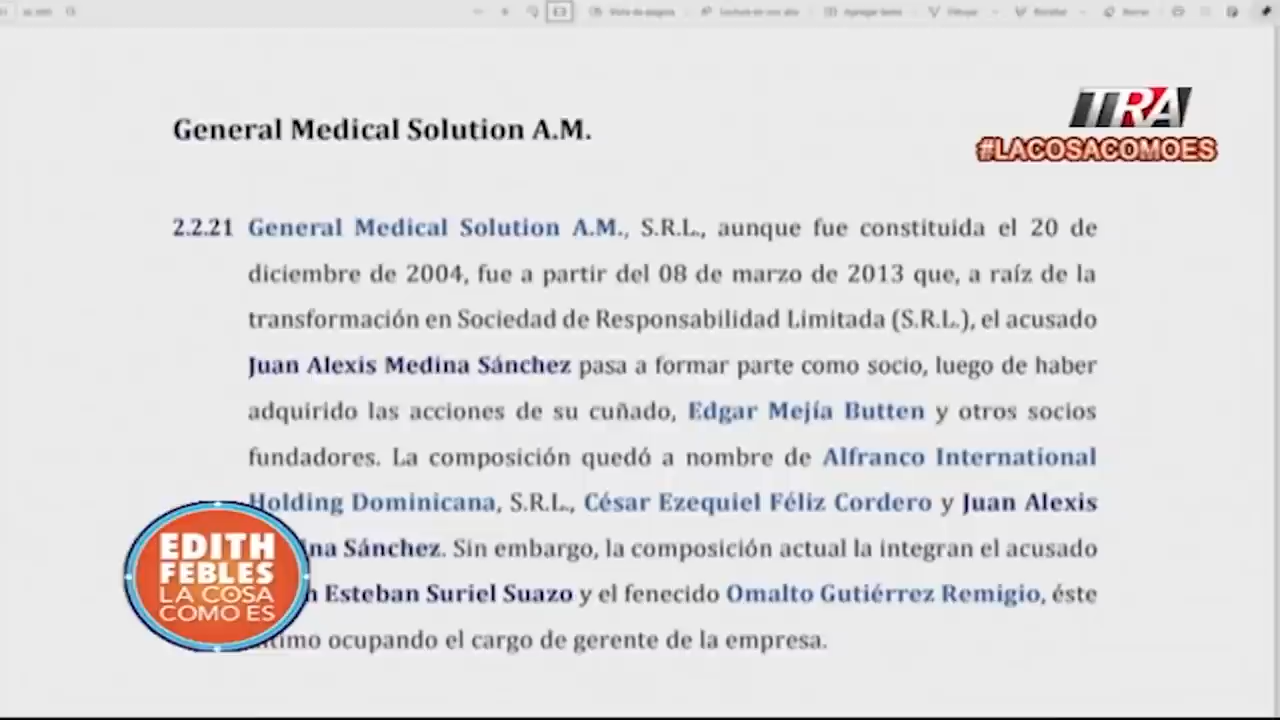 TRA
#LACOSACOMOES
General Medical Solution A.M.
2.2.21 General Medical Solution A.M., S.R.L., aunque fue constituida el 20 de
diciembre de 2004, fue a partir del 08 de marzo de 2013 que, a raíz de la
transformación en Sociedad de Responsabilidad Limitada (S.R.L.), el acusado
Juan Alexis Medina Sánchez pasa a formar parte como socio, luego de haber
adquirido las acciones de su cuñado, Edgar Mejía Butten y otros socios
fundadores. La composición quedó a nombre de Alfranco International
Holding Dominicana, S.R.L., César Ezequiel Féliz Cordero y Juan Alexis
Sánchez. Sin embargo, la composición actual la integran el acusado
Esteban Suriel Suazo y el fenecido Omalto Gutiérrez Remigio, éste
ocupando el cargo de gerente de la empresa.
EDITH
FEBLES
LA COSA
COMO ES